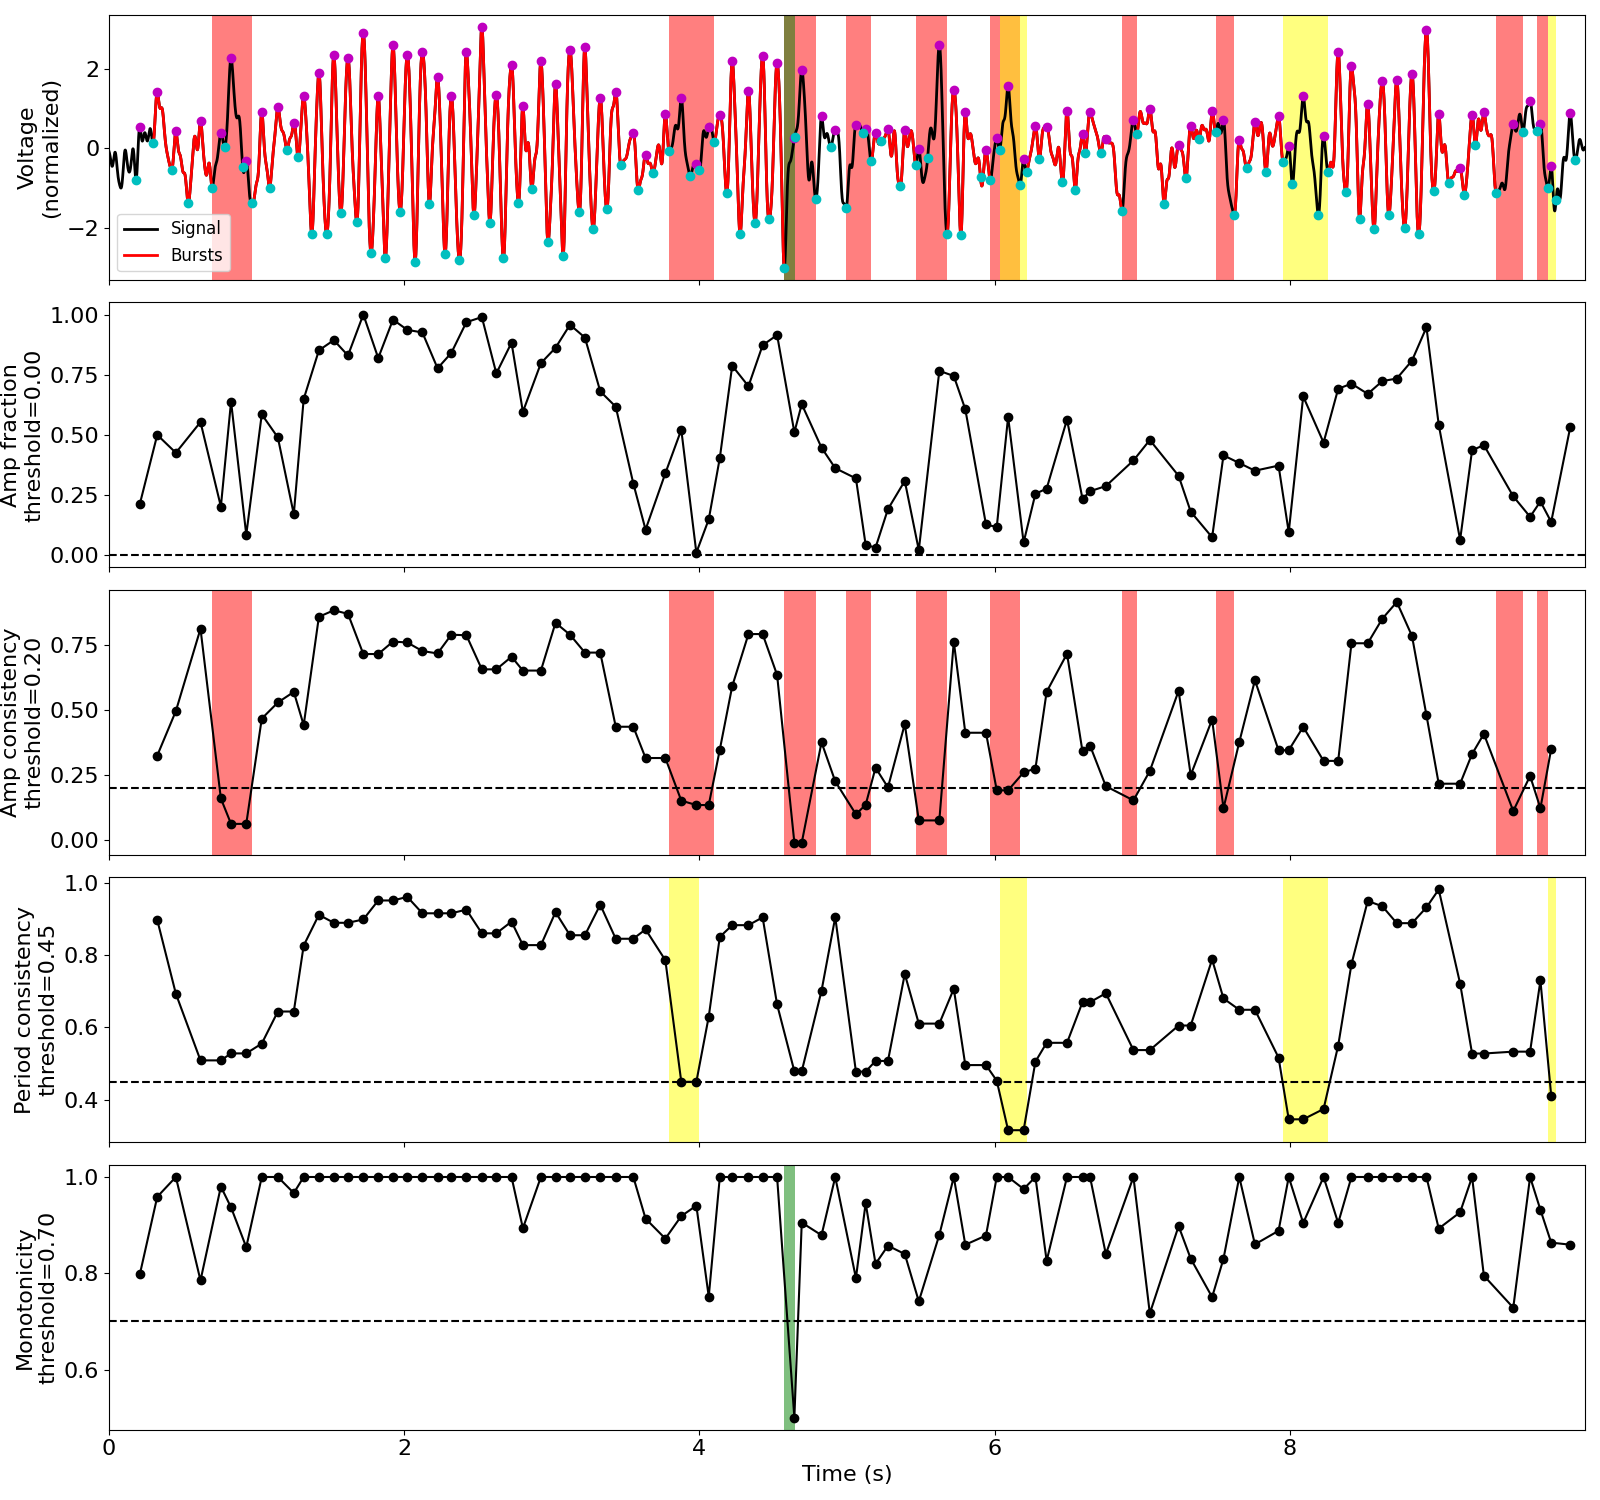 Voltage
(normalized)
2
0
−2
Signal
Bursts
Amp fraction
threshold=0.00
1.00
0.75
0.50
0.25
0.00
Amp consistency
threshold=0.20
0.75
0.50
0.25
0.00
Period consistency
threshold=0.45
1.0
0.8
0.6
0.4
Monotonicity
threshold=0.70
1.0
0.8
0.6
0 2 4 6 8
Time (s)